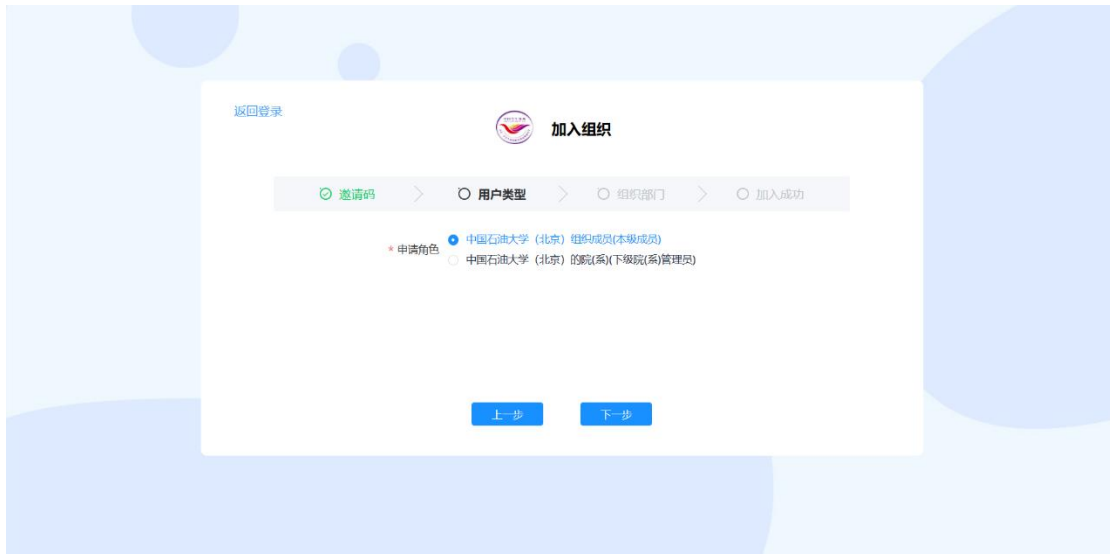 返回登录
加入组织
邀请码 用户类型 组织部门 加入成功
* 申请角色
中国石油大学（北京）组织成员(本级成员)
中国石油大学（北京）的院(系)(下级院(系)管理员)
上一步 下一步